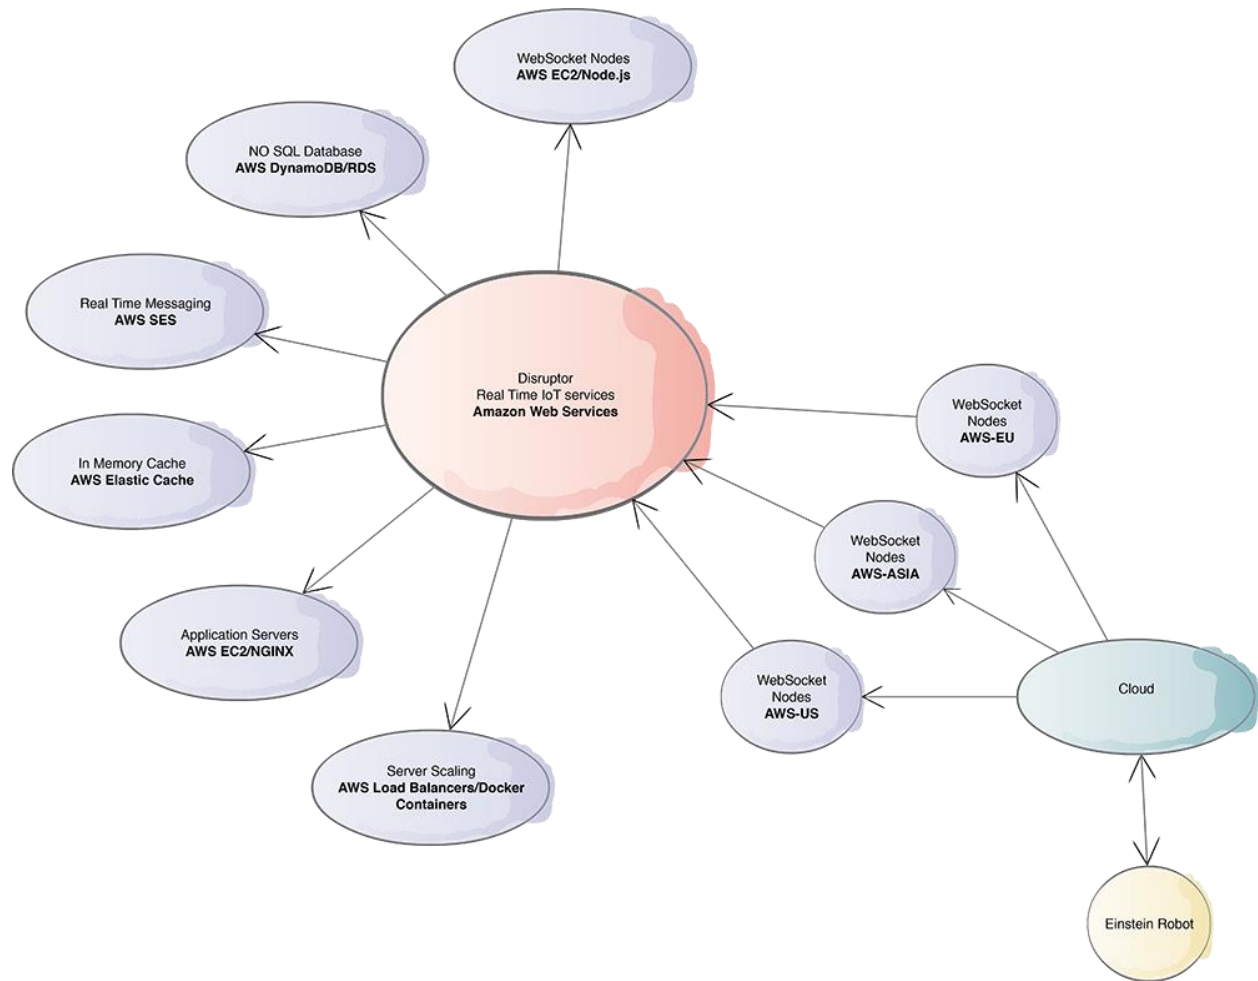 WebSocket Nodes
AWS EC2/Node.js
NO SQL Database
AWS DynamoDB/RDS
Real Time Messaging
AWS SES
In Memory Cache
AWS Elastic Cache
Application Servers
AWS EC2/NGINX
Server Scaling
AWS Load Balancers/Docker
Containers
Disruptor
Real Time IoT services
Amazon Web Services
WebSocket
Nodes
AWS-EU
WebSocket
Nodes
AWS-ASIA
WebSocket
Nodes
AWS-US
Cloud
Einstein Robot